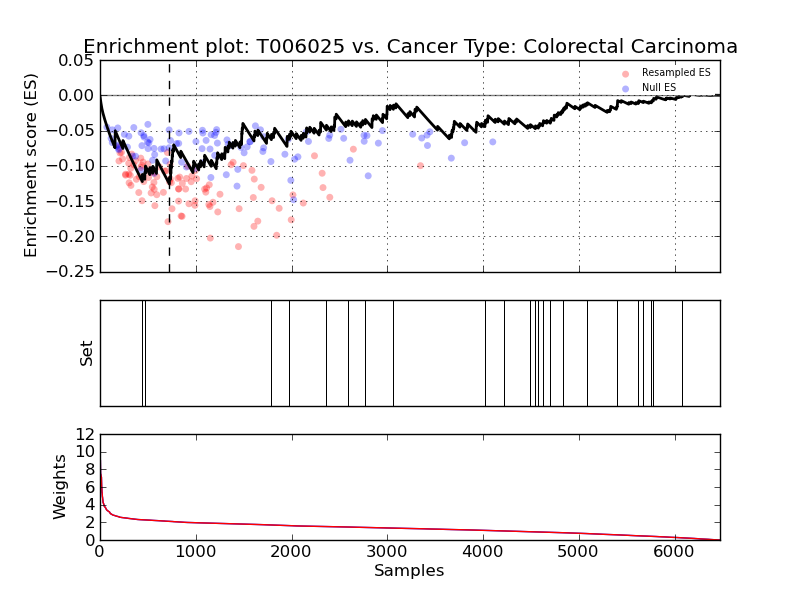 Enrichment plot: T006025 vs. Cancer Type: Colorectal Carcinoma
Enrichment score (ES)
0.05
0.00
−0.05
−0.10
−0.15
−0.20
−0.25
Resampled ES
Null ES
Set
Weights
12
10
8
6
4
2
0
0 1000 2000 3000 4000 5000 6000
Samples